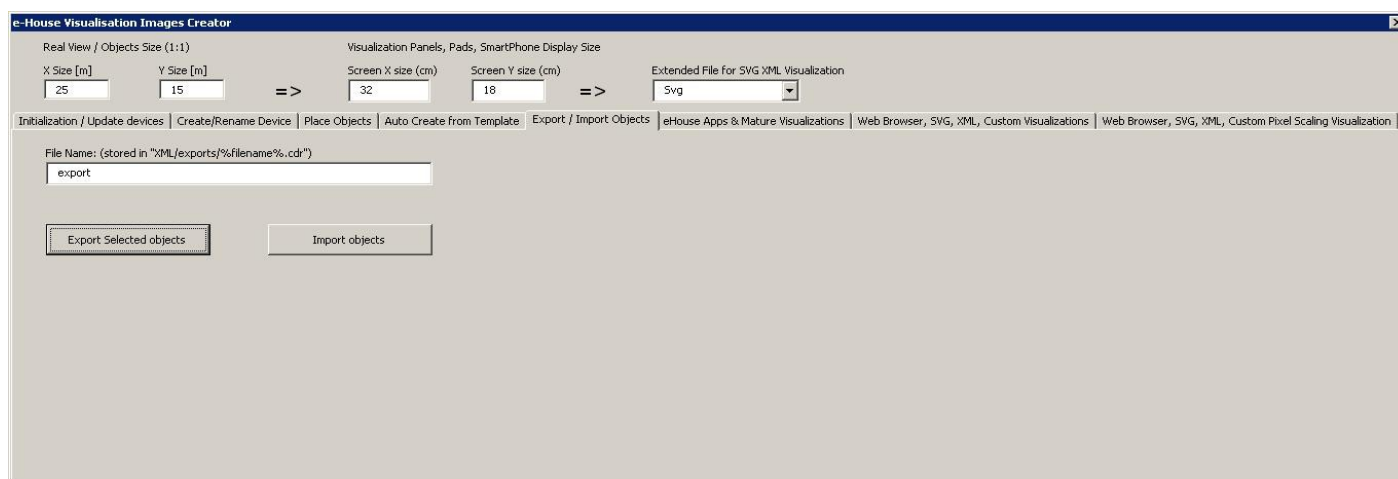 e-House Visualisation Images Creator
Real View / Objects Size (1:1) Visualization Panels, Pads, SmartPhone Display Size
X Size [m] Y Size [m] Screen X size (cm) Screen Y size (cm) Extended File for SVG XML Visualization
25 15 => 32 18 => Svg
Initialization / Update devices Create/Rename Device Place Objects Auto Create from Template Export / Import Objects eHouse Apps & Mature Visualizations Web Browser, SVG, XML, Custom Visualizations Web Browser, SVG, XML, Custom Pixel Scaling Visualization
File Name: (stored in "XML/exports/%filename%.cdr")
export
Export Selected objects Import objects